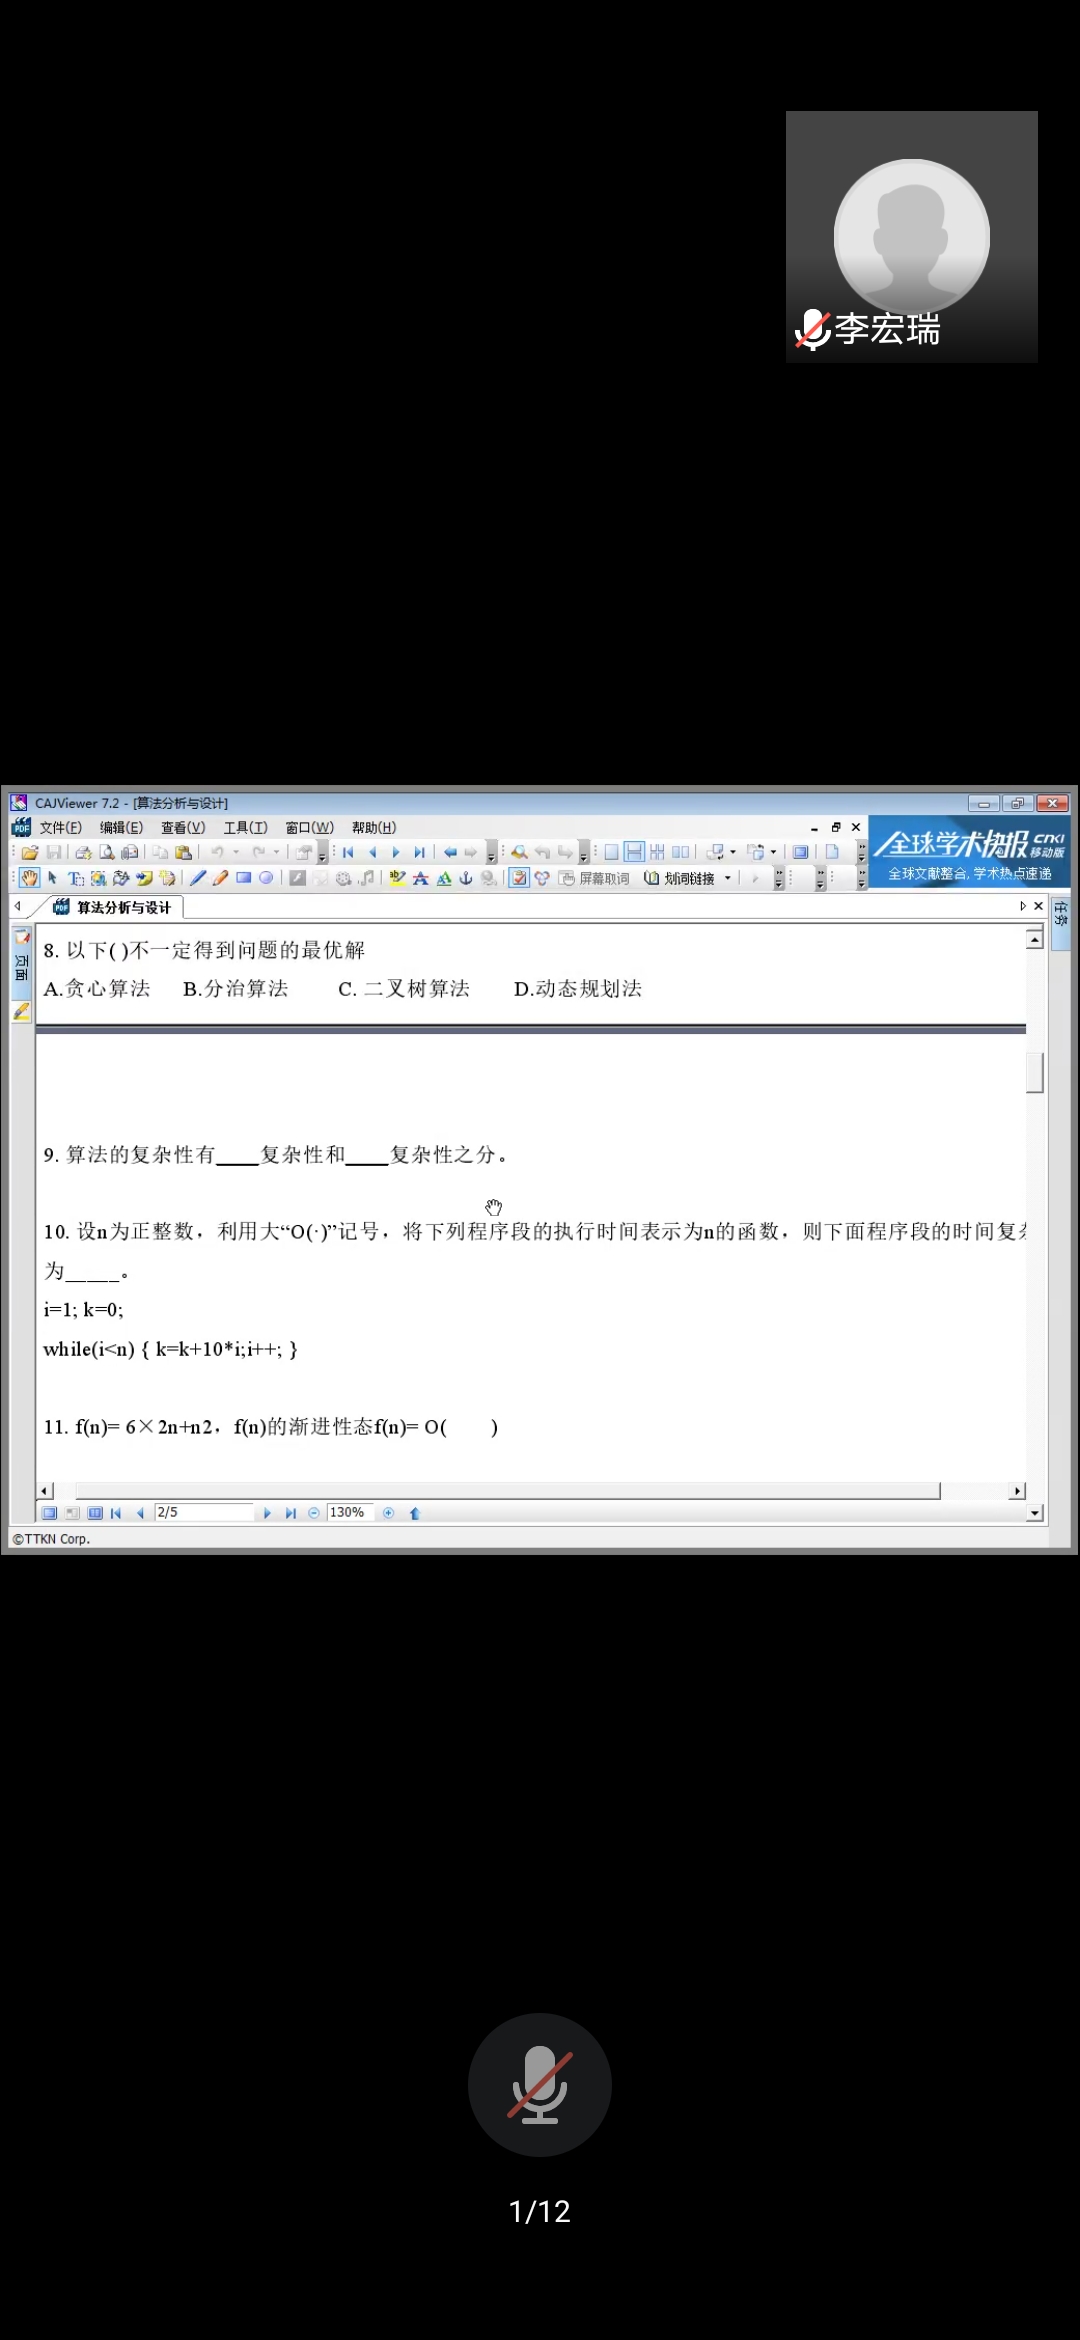 李宏瑞
CAJViewer 7.2 - [算法分析与设计]
文件(F) 编辑(E) 查看(V) 工具(T) 窗口(W) 帮助(H)
全球学术快报 CNKI 移动版
全球文献整合, 学术热点速递
屏幕取词 划词链接
算法分析与设计
任务
页面
8. 以下( )不一定得到问题的最优解
A.贪心算法 B.分治算法 C. 二叉树算法 D.动态规划法
9. 算法的复杂性有____复杂性和____复杂性之分。
10. 设n为正整数，利用大“O(·)”记号，将下列程序段的执行时间表示为n的函数，则下面程序段的时间复
为_____。
i=1; k=0;
while(i<n) { k=k+10*i;i++; }
11. f(n)= 6×2n+n2，f(n)的渐进性态f(n)= O( )
2/5 130%
©TTKN Corp.
1/12